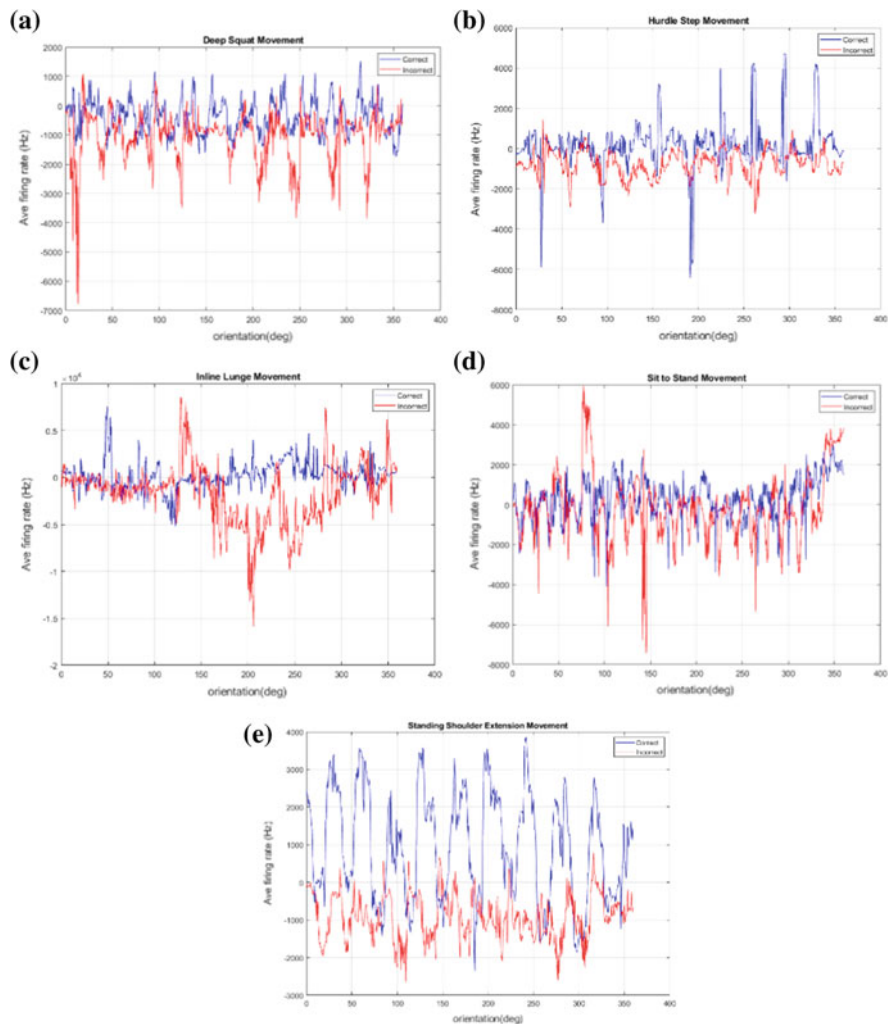 (a)
Deep Squat Movement
Correct
Incorrect
2000
1000
0
-1000
-2000
-3000
-4000
-5000
-6000
-7000
Ave firing rate (Hz)
0 50 100 150 200 250 300 350 400
orientation(deg)
(b)
Hurdle Step Movement
Correct
Incorrect
6000
4000
2000
0
-2000
-4000
-6000
-8000
Ave firing rate (Hz)
0 50 100 150 200 250 300 350 400
orientation(deg)
(c)
Inline Lunge Movement
× 10⁴
Correct
Incorrect
1
0.5
0
-0.5
-1
-1.5
-2
Ave firing rate (Hz)
0 50 100 150 200 250 300 350 400
orientation(deg)
(d)
Sit to Stand Movement
Correct
Incorrect
6000
4000
2000
0
-2000
-4000
-6000
-8000
Ave firing rate (Hz)
0 50 100 150 200 250 300 350 400
orientation(deg)
(e)
Standing Shoulder Extension Movement
Correct
Incorrect
4000
3000
2000
1000
0
-1000
-2000
-3000
Ave firing rate (Hz)
0 50 100 150 200 250 300 350 400
orientation(deg)